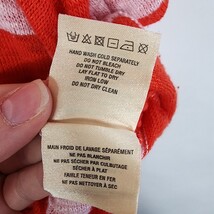 HAND WASH COLD SEPARATELY
DO NOT BLEACH
DO NOT TUMBLE DRY
LAY FLAT TO DRY
IRON LOW
DO NOT DRY CLEAN
MAIN FROID DE LAVAGE SÉPARÉMENT
NE PAS BLANCHIR
NE PAS SÉCHER PAR CULBUTAGE
SÉCHER À PLAT
FAIBLE TENEUR EN FER
NE PAS NETTOYER À SEC